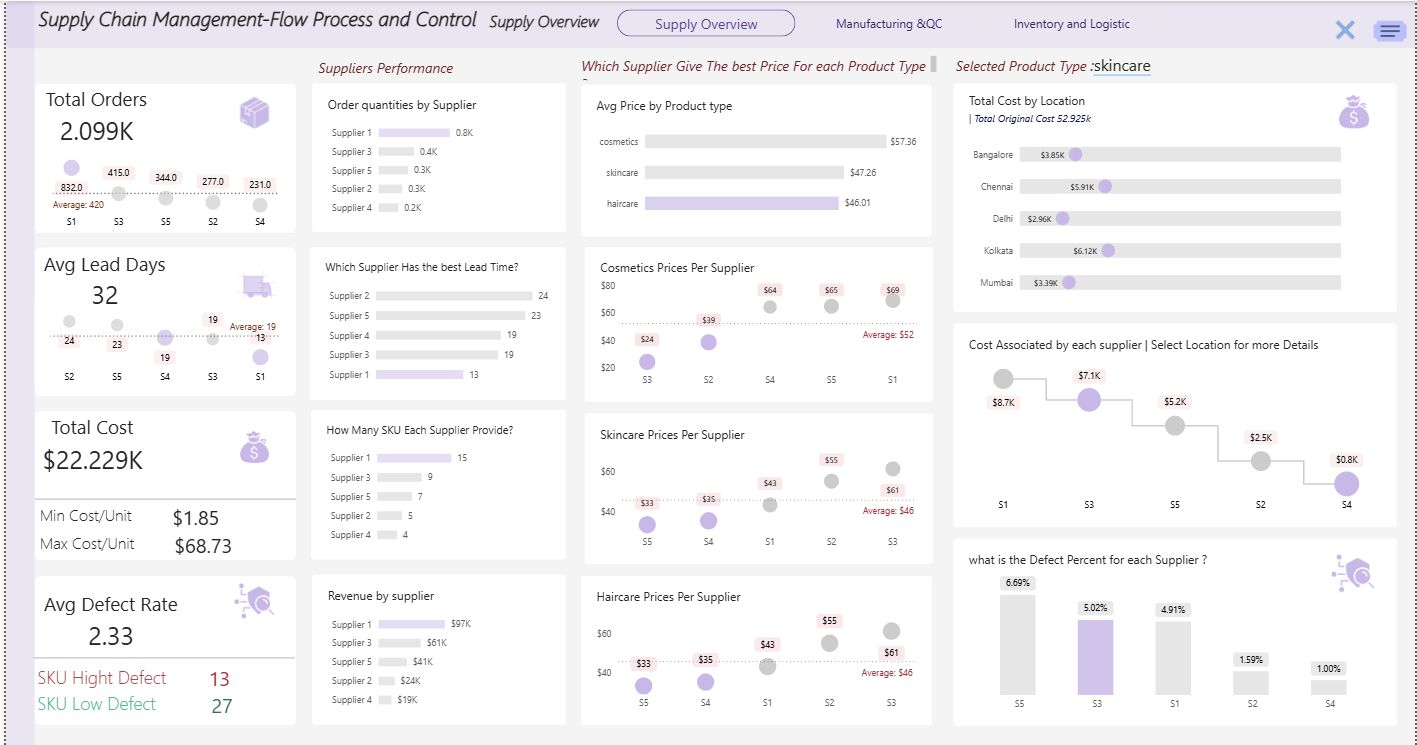 Supply Chain Management-Flow Process and Control
Supply Overview
Supply Overview
Manufacturing &QC
Inventory and Logistic
Total Orders
2.099K
832.0
415.0
344.0
277.0
231.0
Average: 420
S1
S3
S5
S2
S4
Avg Lead Days
32
24
23
19
19
Average: 19
13
S2
S5
S4
S3
S1
Total Cost
$22.229K
Min Cost/Unit $1.85
Max Cost/Unit $68.73
Avg Defect Rate
2.33
SKU Hight Defect 13
SKU Low Defect 27
Suppliers Performance
Order quantities by Supplier
Supplier 1 0.8K
Supplier 3 0.4K
Supplier 5 0.3K
Supplier 2 0.3K
Supplier 4 0.2K
Which Supplier Has the best Lead Time?
Supplier 2 24
Supplier 5 23
Supplier 4 19
Supplier 3 19
Supplier 1 13
How Many SKU Each Supplier Provide?
Supplier 1 15
Supplier 3 9
Supplier 5 7
Supplier 2 5
Supplier 4 4
Revenue by supplier
Supplier 1 $97K
Supplier 3 $61K
Supplier 5 $41K
Supplier 2 $24K
Supplier 4 $19K
Which Supplier Give The best Price For each Product Type
Avg Price by Product type
cosmetics $57.36
skincare $47.26
haircare $46.01
Cosmetics Prices Per Supplier
$80
$60
$40
$20
$24
$39
$64
$65
$69
Average: $52
S3
S2
S4
S5
S1
Skincare Prices Per Supplier
$60
$40
$33
$35
$43
$55
$61
Average: $46
S5
S4
S1
S2
S3
Haircare Prices Per Supplier
$60
$40
$33
$35
$43
$55
$61
Average: $46
S5
S4
S1
S2
S3
Selected Product Type :skincare
Total Cost by Location
| Total Original Cost 52.925k
Bangalore $3.85K
Chennai $5.91K
Delhi $2.96K
Kolkata $6.12K
Mumbai $3.39K
Cost Associated by each supplier | Select Location for more Details
$8.7K
$7.1K
$5.2K
$2.5K
$0.8K
S1
S3
S5
S2
S4
what is the Defect Percent for each Supplier ?
6.69%
5.02%
4.91%
1.59%
1.00%
S5
S3
S1
S2
S4